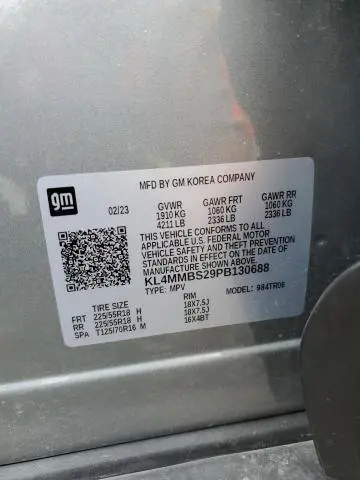 gm
MFD BY GM KOREA COMPANY
02/23 GVWR GAWR FRT GAWR RR
1910 KG 1060 KG 1060 KG
4211 LB 2336 LB 2336 LB
THIS VEHICLE CONFORMS TO ALL
APPLICABLE U.S. FEDERAL MOTOR
VEHICLE SAFETY AND THEFT
PREVENTION STANDARDS IN EFFECT
ON THE DATE OF MANUFACTURE
SHOWN ABOVE.
KL4MMBS29PB130688
TYPE: MPV MODEL: 984TR06
TIRE SIZE RIM
FRT 225/55R18 H 18X7.5J
RR 225/55R18 H 18X7.5J
SPA T125/70R16 M 16X4BT